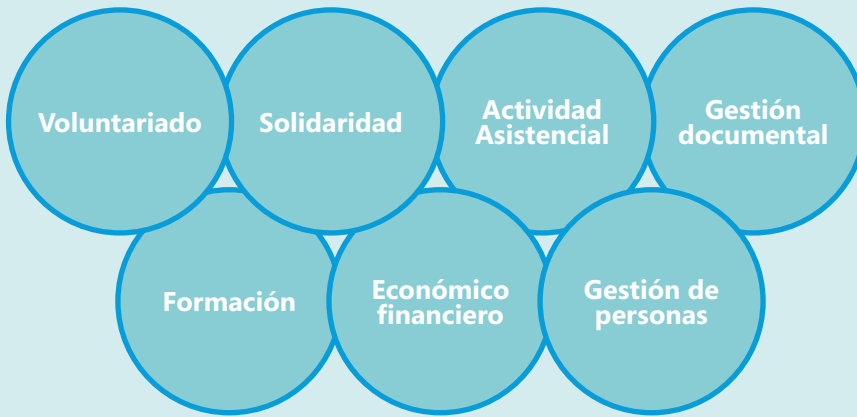 Voluntariado
Solidaridad
Actividad
Asistencial
Gestión
documental
Formación
Económico
financiero
Gestión de
personas